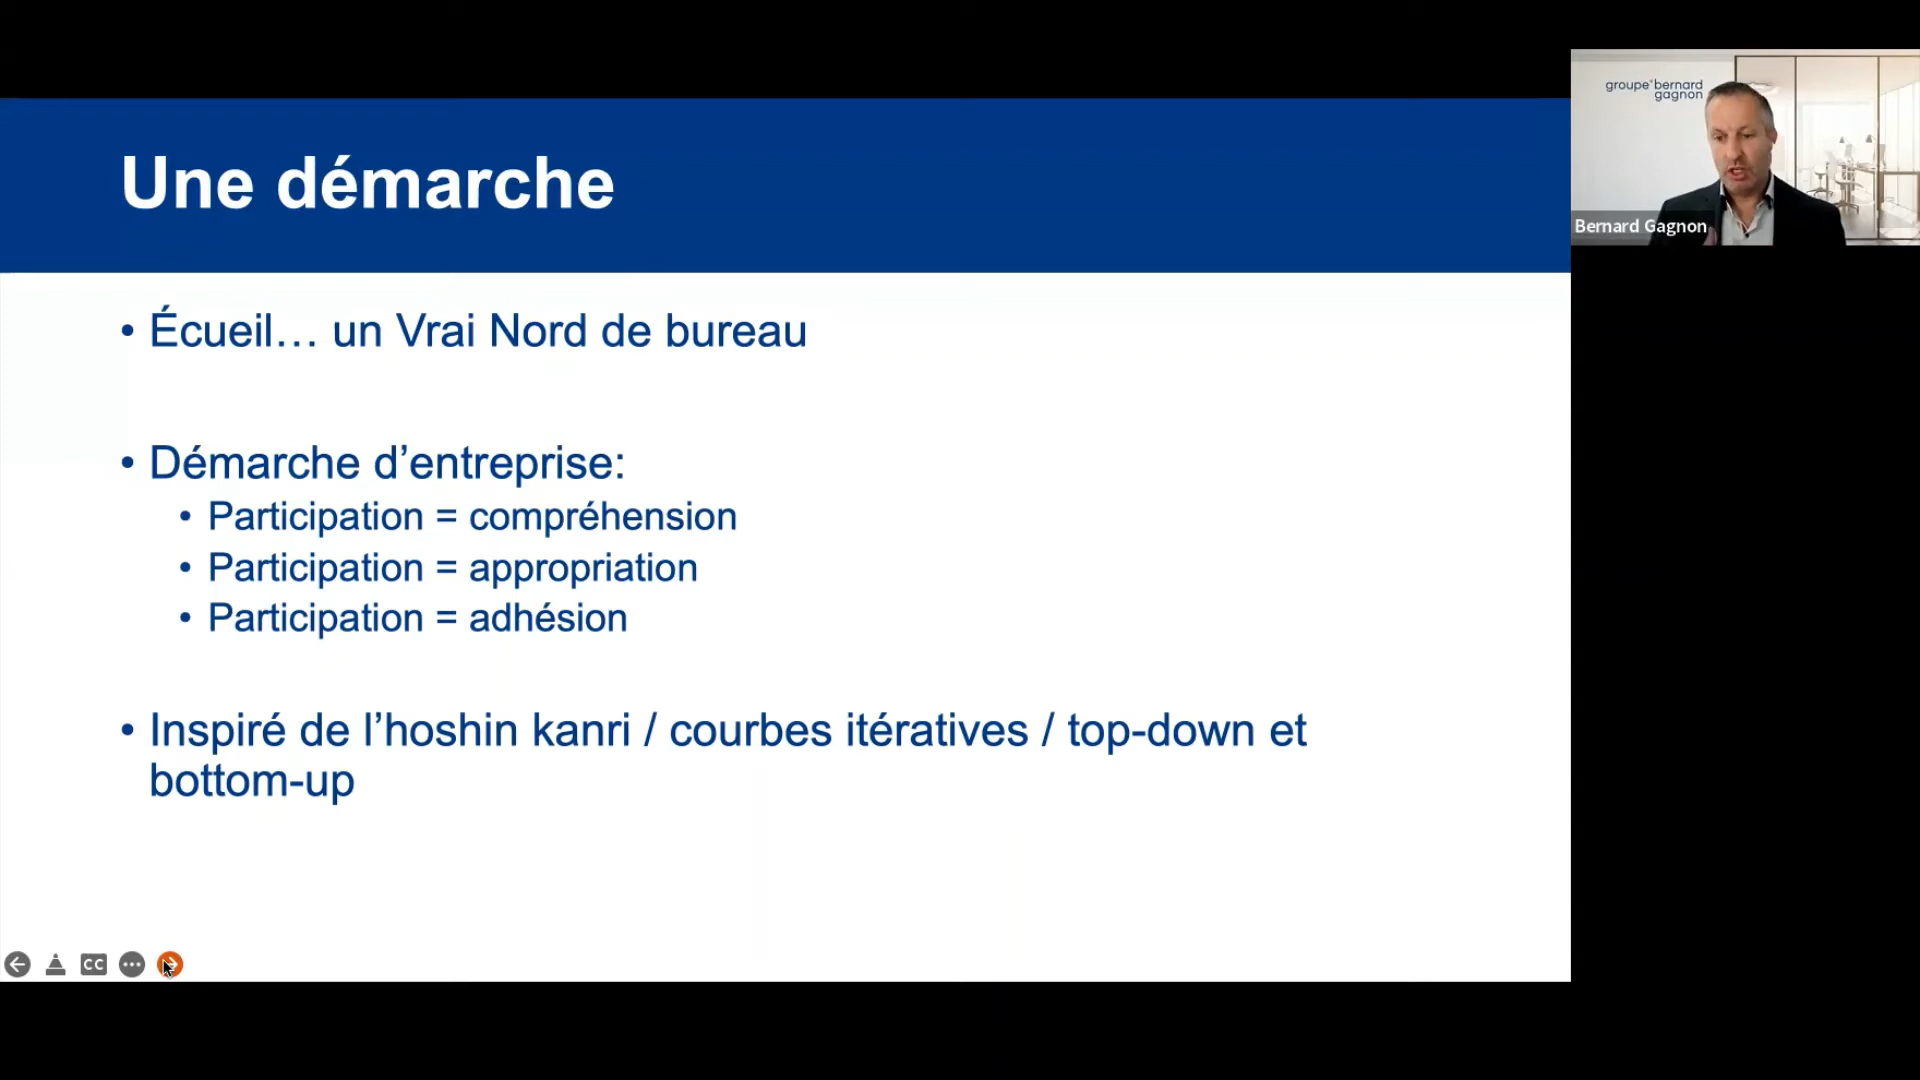 Une démarche
• Écueil… un Vrai Nord de bureau
• Démarche d’entreprise:
• Participation = compréhension
• Participation = appropriation
• Participation = adhésion
• Inspiré de l’hoshin kanri / courbes itératives / top-down et
bottom-up
CC
groupe bernard
gagnon
Bernard Gagnon